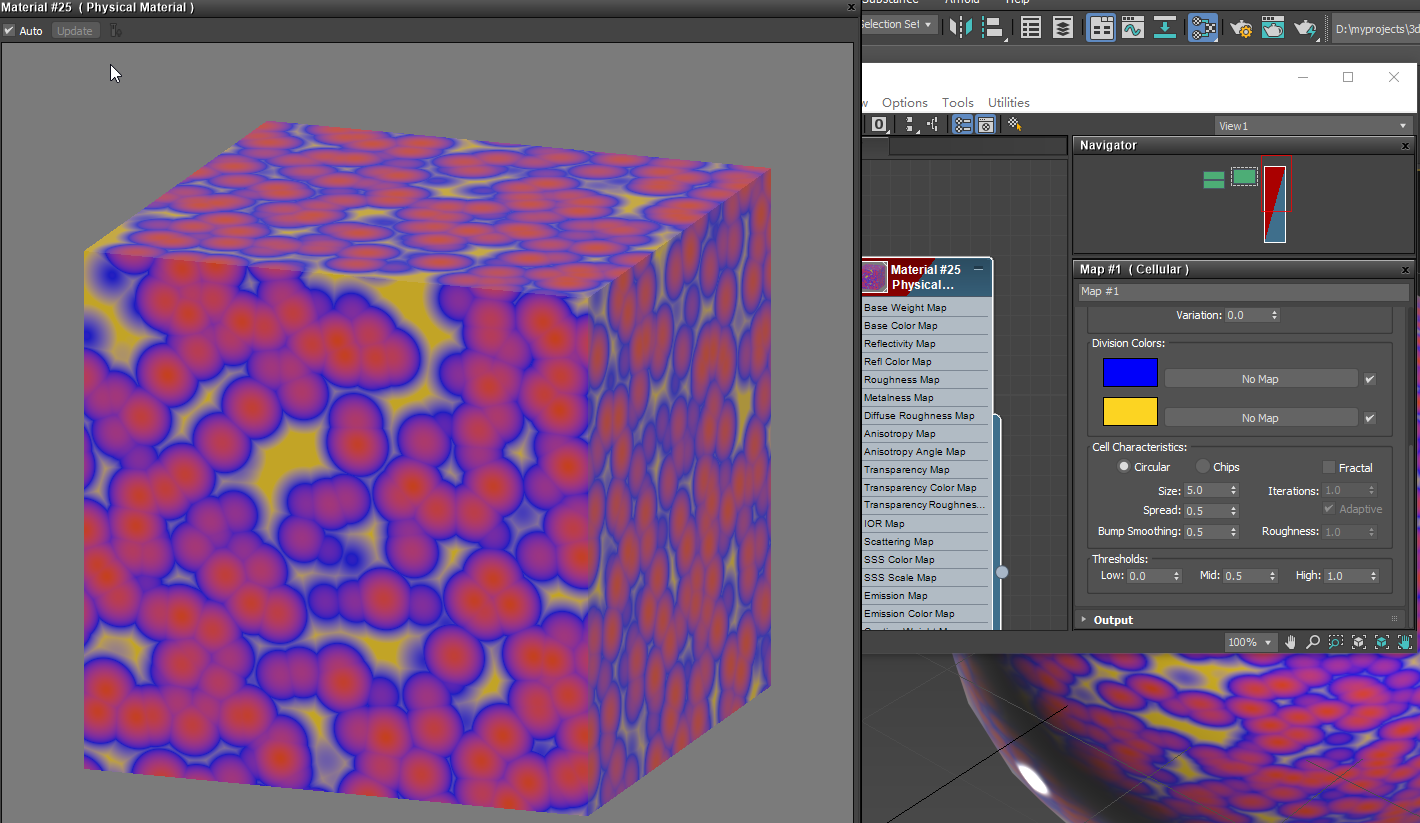 Material #25 ( Physical Material )
Auto
Update
Substance Arnold Help
Selection Set
D:\myprojects\3d
Options Tools Utilities
View1
Navigator
Material #25
Physical...
Base Weight Map
Base Color Map
Reflectivity Map
Refl Color Map
Roughness Map
Metalness Map
Diffuse Roughness Map
Anisotropy Map
Anisotropy Angle Map
Transparency Map
Transparency Color Map
Transparency Roughnes...
IOR Map
Scattering Map
SSS Color Map
SSS Scale Map
Emission Map
Emission Color Map
Map #1 ( Cellular )
Map #1
Variation: 0.0
Division Colors:
No Map
No Map
Cell Characteristics:
Circular Chips Fractal
Size: 5.0 Iterations: 1.0
Spread: 0.5 Adaptive
Bump Smoothing: 0.5 Roughness: 1.0
Thresholds:
Low: 0.0 Mid: 0.5 High: 1.0
Output
100%